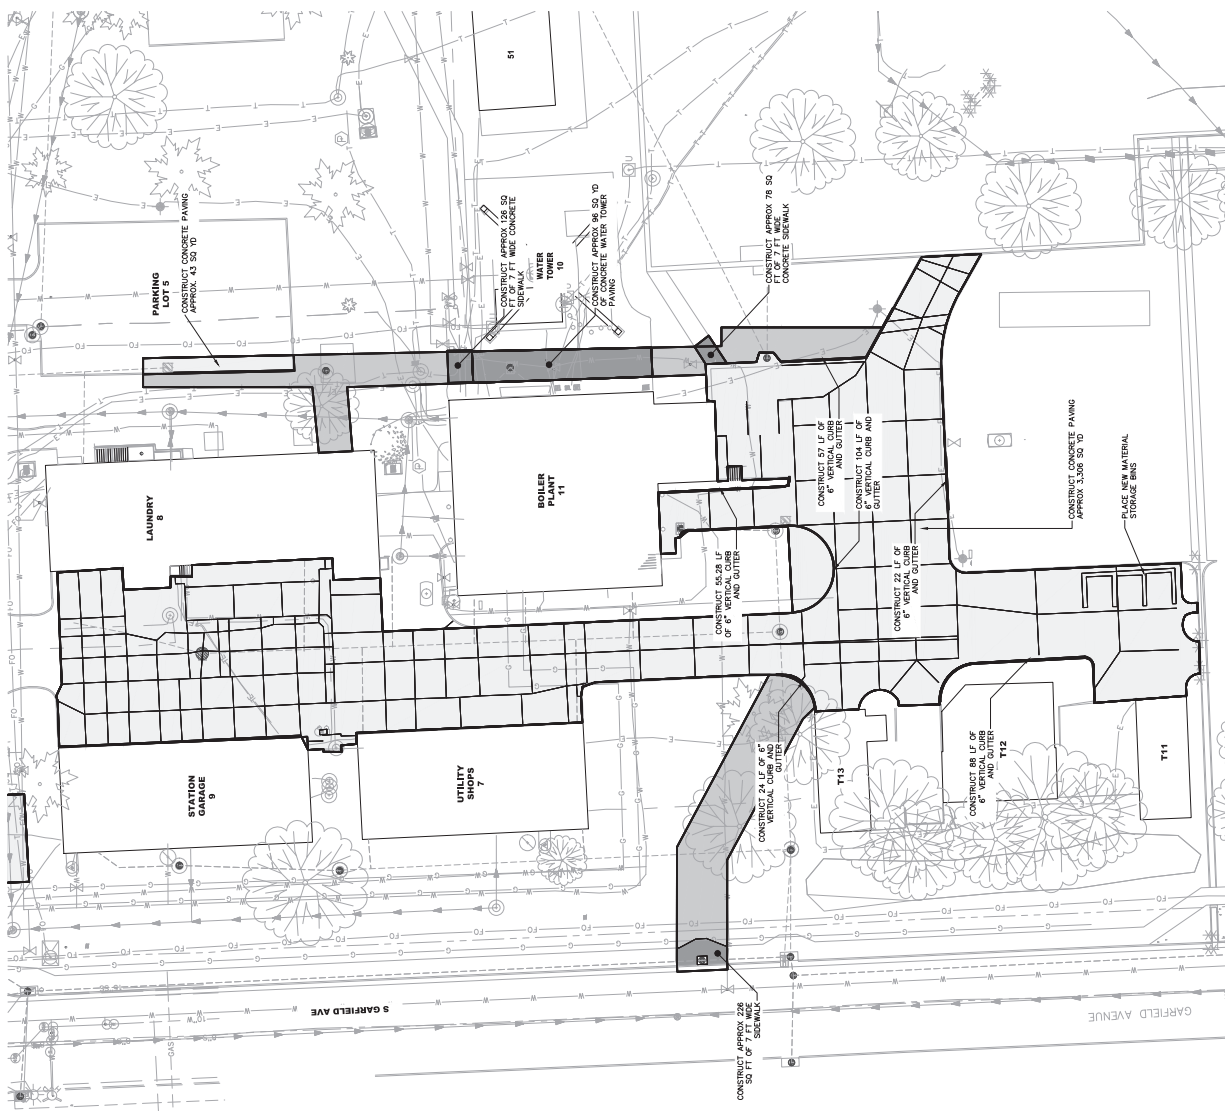 51
PARKING
LOT 5
CONSTRUCT CONCRETE PAVING
APPROX. 43 SQ YD
CONSTRUCT APPROX 126 SQ
FT OF 7 FT WIDE CONCRETE
SIDEWALK
WATER
TOWER
10
CONSTRUCT APPROX 96 SQ YD
OF CONCRETE WATER TOWER
PAVING
CONSTRUCT APPROX 78 SQ
FT OF 7 FT WIDE
CONCRETE SIDEWALK
LAUNDRY
8
BOILER
PLANT
11
CONSTRUCT 57 LF OF
6" VERTICAL CURB
AND GUTTER
CONSTRUCT 104 LF OF
6" VERTICAL CURB AND
GUTTER
CONSTRUCT 55.28 LF
OF 6" VERTICAL CURB
AND GUTTER
CONSTRUCT 22 LF OF
6" VERTICAL CURB
AND GUTTER
CONSTRUCT CONCRETE PAVING
APPROX 3,306 SQ YD
PLACE NEW MATERIAL
STORAGE BINS
STATION
GARAGE
9
UTILITY
SHOPS
7
CONSTRUCT 24 LF OF 6"
VERTICAL CURB AND
GUTTER
T13
CONSTRUCT 88 LF OF
6" VERTICAL CURB
AND GUTTER
T12
T11
S GARFIELD AVE
GARFIELD AVENUE
CONSTRUCT APPROX 226
SQ FT OF 7 FT WIDE
SIDEWALK
GAS